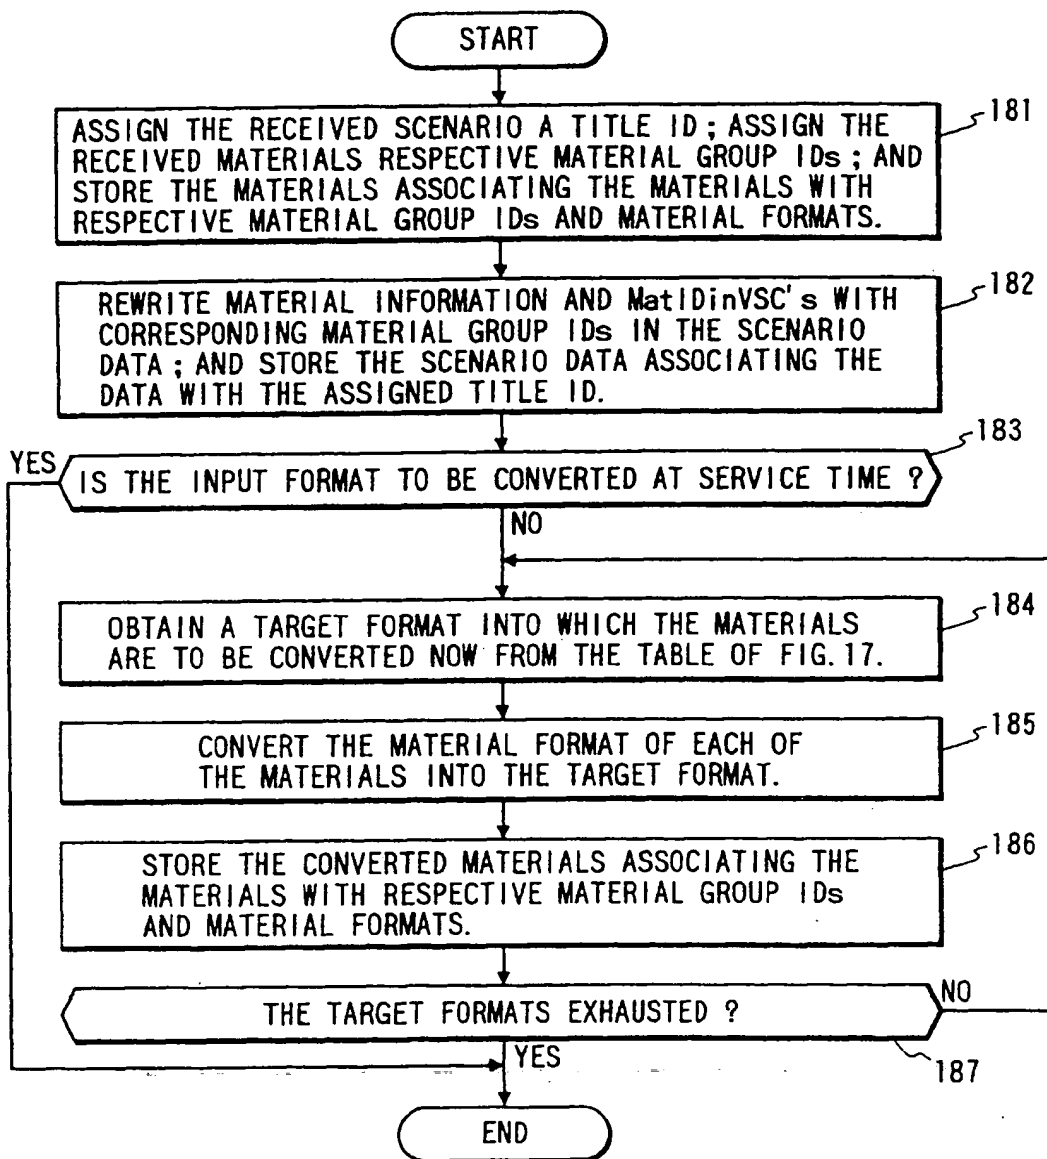 START
181
ASSIGN THE RECEIVED SCENARIO A TITLE ID; ASSIGN THE
RECEIVED MATERIALS RESPECTIVE MATERIAL GROUP IDs; AND
STORE THE MATERIALS ASSOCIATING THE MATERIALS WITH
RESPECTIVE MATERIAL GROUP IDs AND MATERIAL FORMATS.
182
REWRITE MATERIAL INFORMATION AND MatIDinVSC's WITH
CORRESPONDING MATERIAL GROUP IDs IN THE SCENARIO
DATA; AND STORE THE SCENARIO DATA ASSOCIATING THE
DATA WITH THE ASSIGNED TITLE ID.
183
YES
IS THE INPUT FORMAT TO BE CONVERTED AT SERVICE TIME ?
NO
184
OBTAIN A TARGET FORMAT INTO WHICH THE MATERIALS
ARE TO BE CONVERTED NOW FROM THE TABLE OF FIG. 17.
185
CONVERT THE MATERIAL FORMAT OF EACH OF
THE MATERIALS INTO THE TARGET FORMAT.
186
STORE THE CONVERTED MATERIALS ASSOCIATING THE
MATERIALS WITH RESPECTIVE MATERIAL GROUP IDs
AND MATERIAL FORMATS.
NO
THE TARGET FORMATS EXHAUSTED ?
YES
187
END